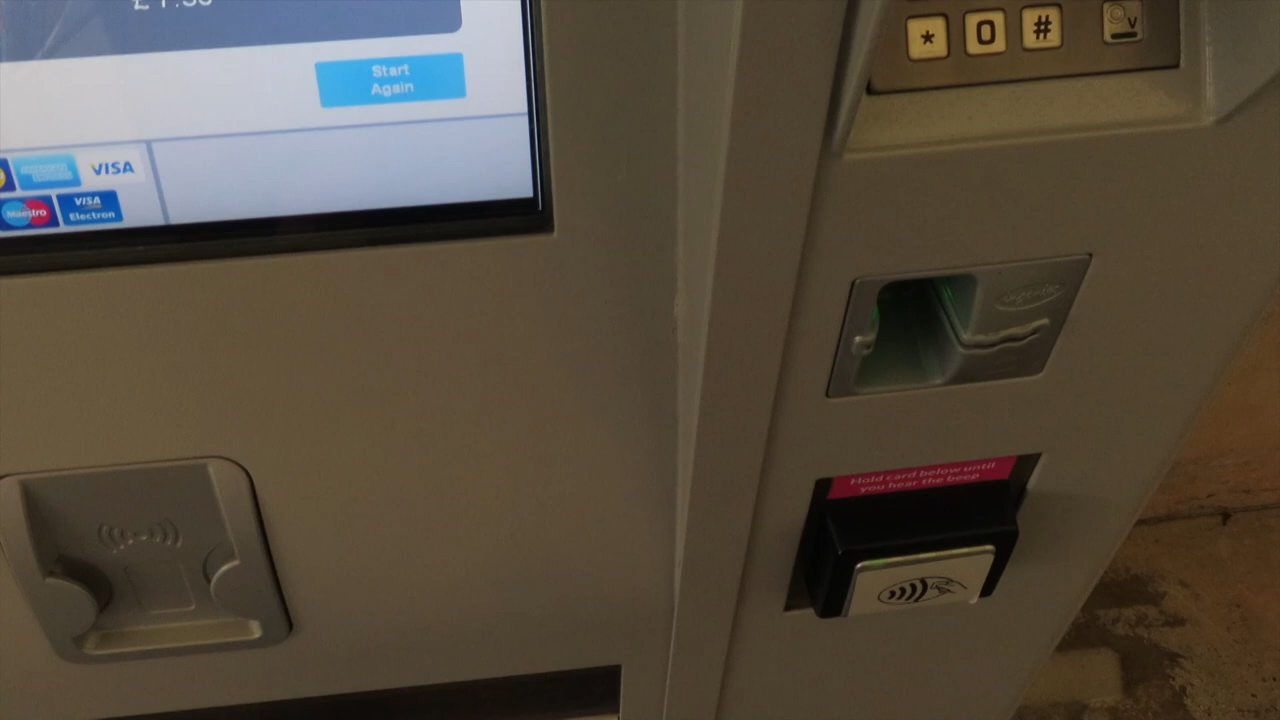 Start
Again
VISA
Maestro
VISA
Electron
* 0 #
V
Hold card below until
you hear the beep